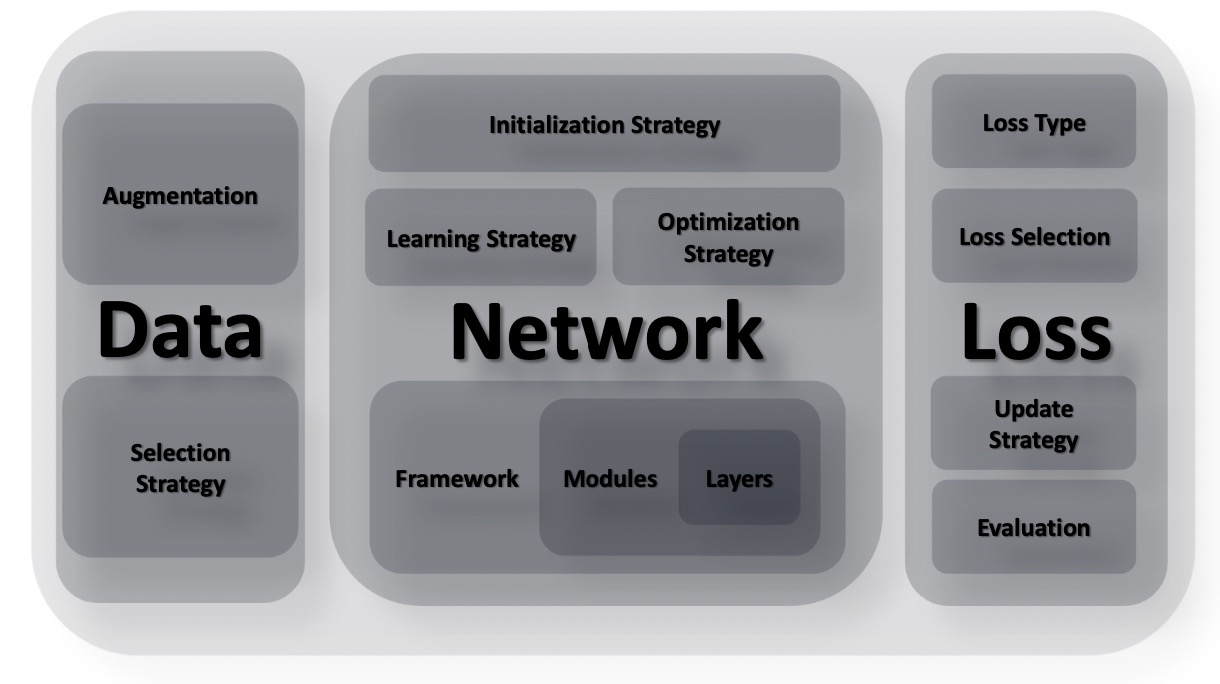 Augmentation
Data
Selection
Strategy
Initialization Strategy
Learning Strategy
Optimization
Strategy
Network
Framework
Modules
Layers
Loss Type
Loss Selection
Loss
Update
Strategy
Evaluation